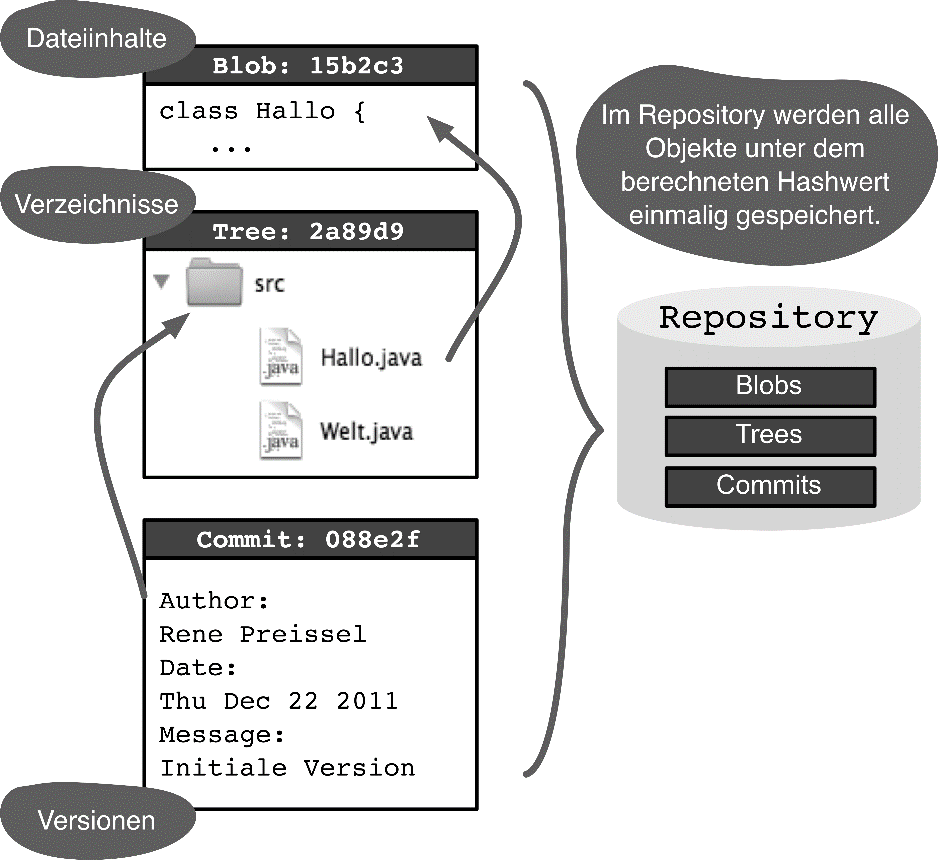 Dateiinhalte
Blob: 15b2c3
class Hallo {
...
Verzeichnisse
Tree: 2a89d9
src
.java
Hallo.java
.java
Welt.java
Commit: 088e2f
Author:
Rene Preissel
Date:
Thu Dec 22 2011
Message:
Initiale Version
Versionen
Im Repository werden alle
Objekte unter dem
berechneten Hashwert
einmalig gespeichert.
Repository
Blobs
Trees
Commits